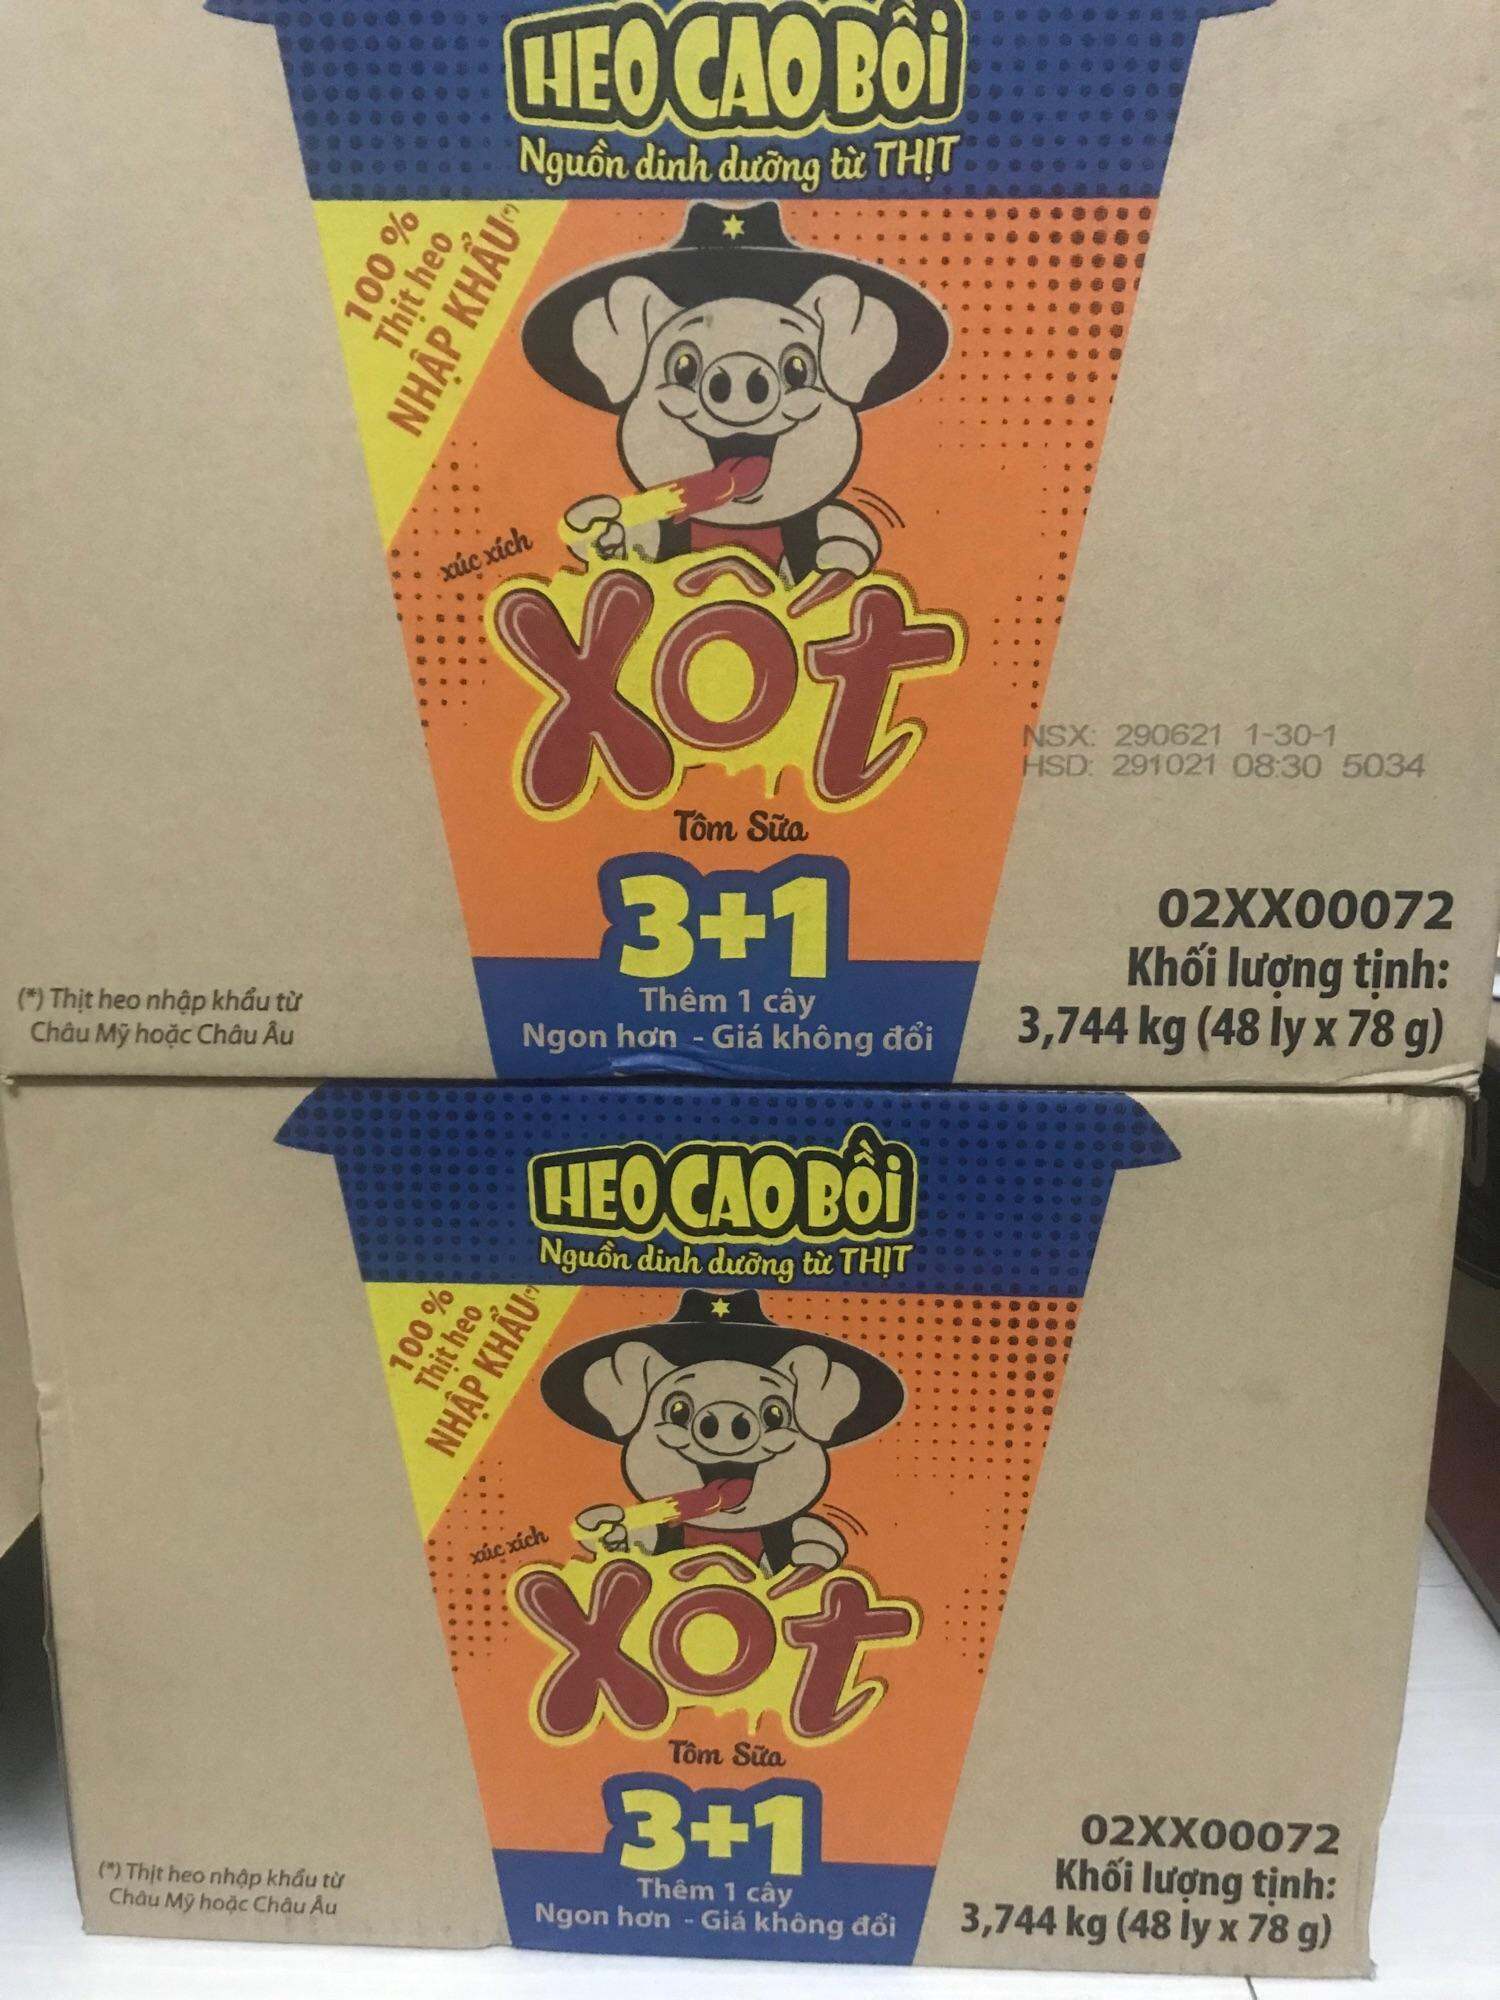 HEO CAO BỒI
Nguồn dinh dưỡng từ THỊT
100 %
Thịt heo
NHẬP KHẨU(*)
xúc xích
Xốt
Tôm Sữa
3+1
Thêm 1 cây
Ngon hơn - Giá không đổi
(*) Thịt heo nhập khẩu từ
Châu Mỹ hoặc Châu Âu
NSX: 290621 1-30-1
HSD: 291021 08:30 5034
02XX00072
Khối lượng tịnh:
3,744 kg (48 ly x 78 g)
HEO CAO BỒI
Nguồn dinh dưỡng từ THỊT
100 %
Thịt heo
NHẬP KHẨU(*)
xúc xích
Xốt
Tôm Sữa
3+1
Thêm 1 cây
Ngon hơn - Giá không đổi
(*) Thịt heo nhập khẩu từ
Châu Mỹ hoặc Châu Âu
02XX00072
Khối lượng tịnh:
3,744 kg (48 ly x 78 g)